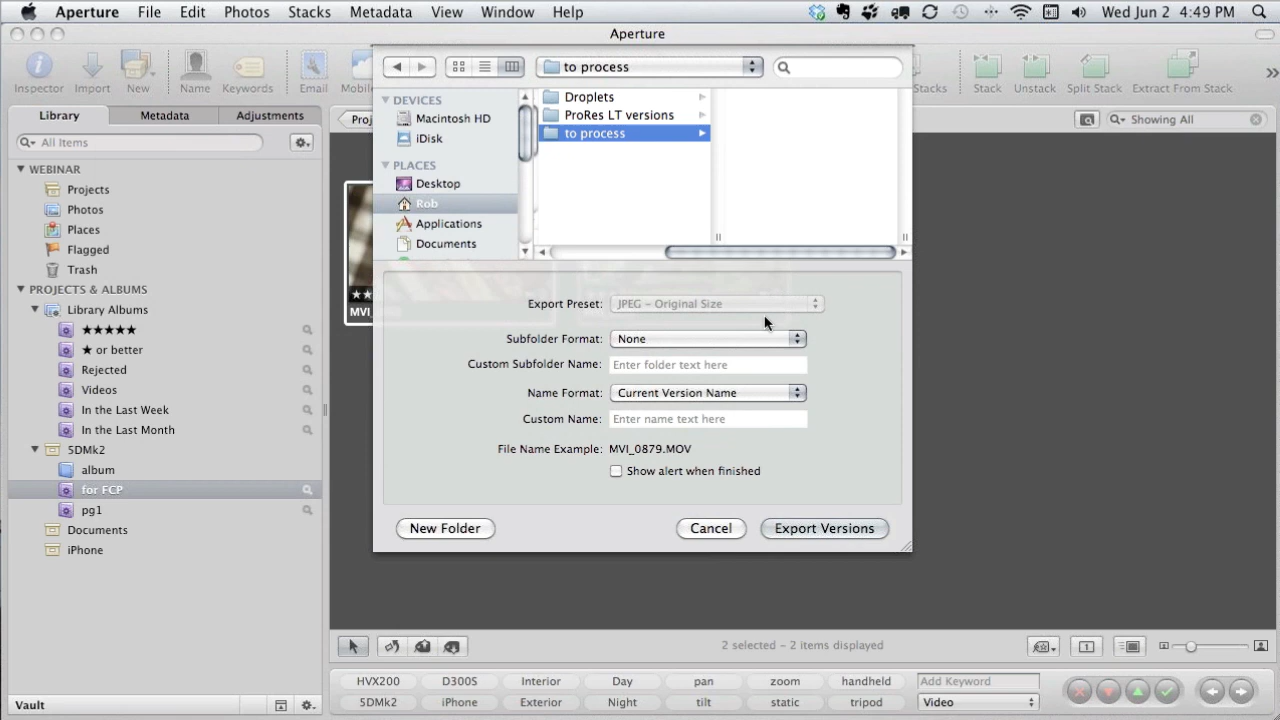 Aperture File Edit Photos Stacks Metadata View Window Help Wed Jun 2 4:49 PM
Aperture
Inspector Import New Name Keywords Email Stack Unstack Split Stack Extract From Stack
to process
Library Metadata Adjustments
All Items
Showing All
WEBINAR
Projects
Photos
Places
Flagged
Trash
PROJECTS & ALBUMS
Library Albums
★★★★★
★ or better
Rejected
Videos
In the Last Week
In the Last Month
5DMk2
album
for FCP
pg1
Documents
iPhone
Vault
DEVICES
Macintosh HD
iDisk
PLACES
Desktop
Rob
Applications
Documents
Droplets
ProRes LT versions
to process
Export Preset: JPEG - Original Size
Subfolder Format: None
Custom Subfolder Name: Enter folder text here
Name Format: Current Version Name
Custom Name: Enter name text here
File Name Example: MVI_0879.MOV
Show alert when finished
New Folder Cancel Export Versions
2 selected - 2 items displayed
HVX200 D300S Interior Day pan zoom handheld Add Keyword
5DMk2 iPhone Exterior Night tilt static tripod Video